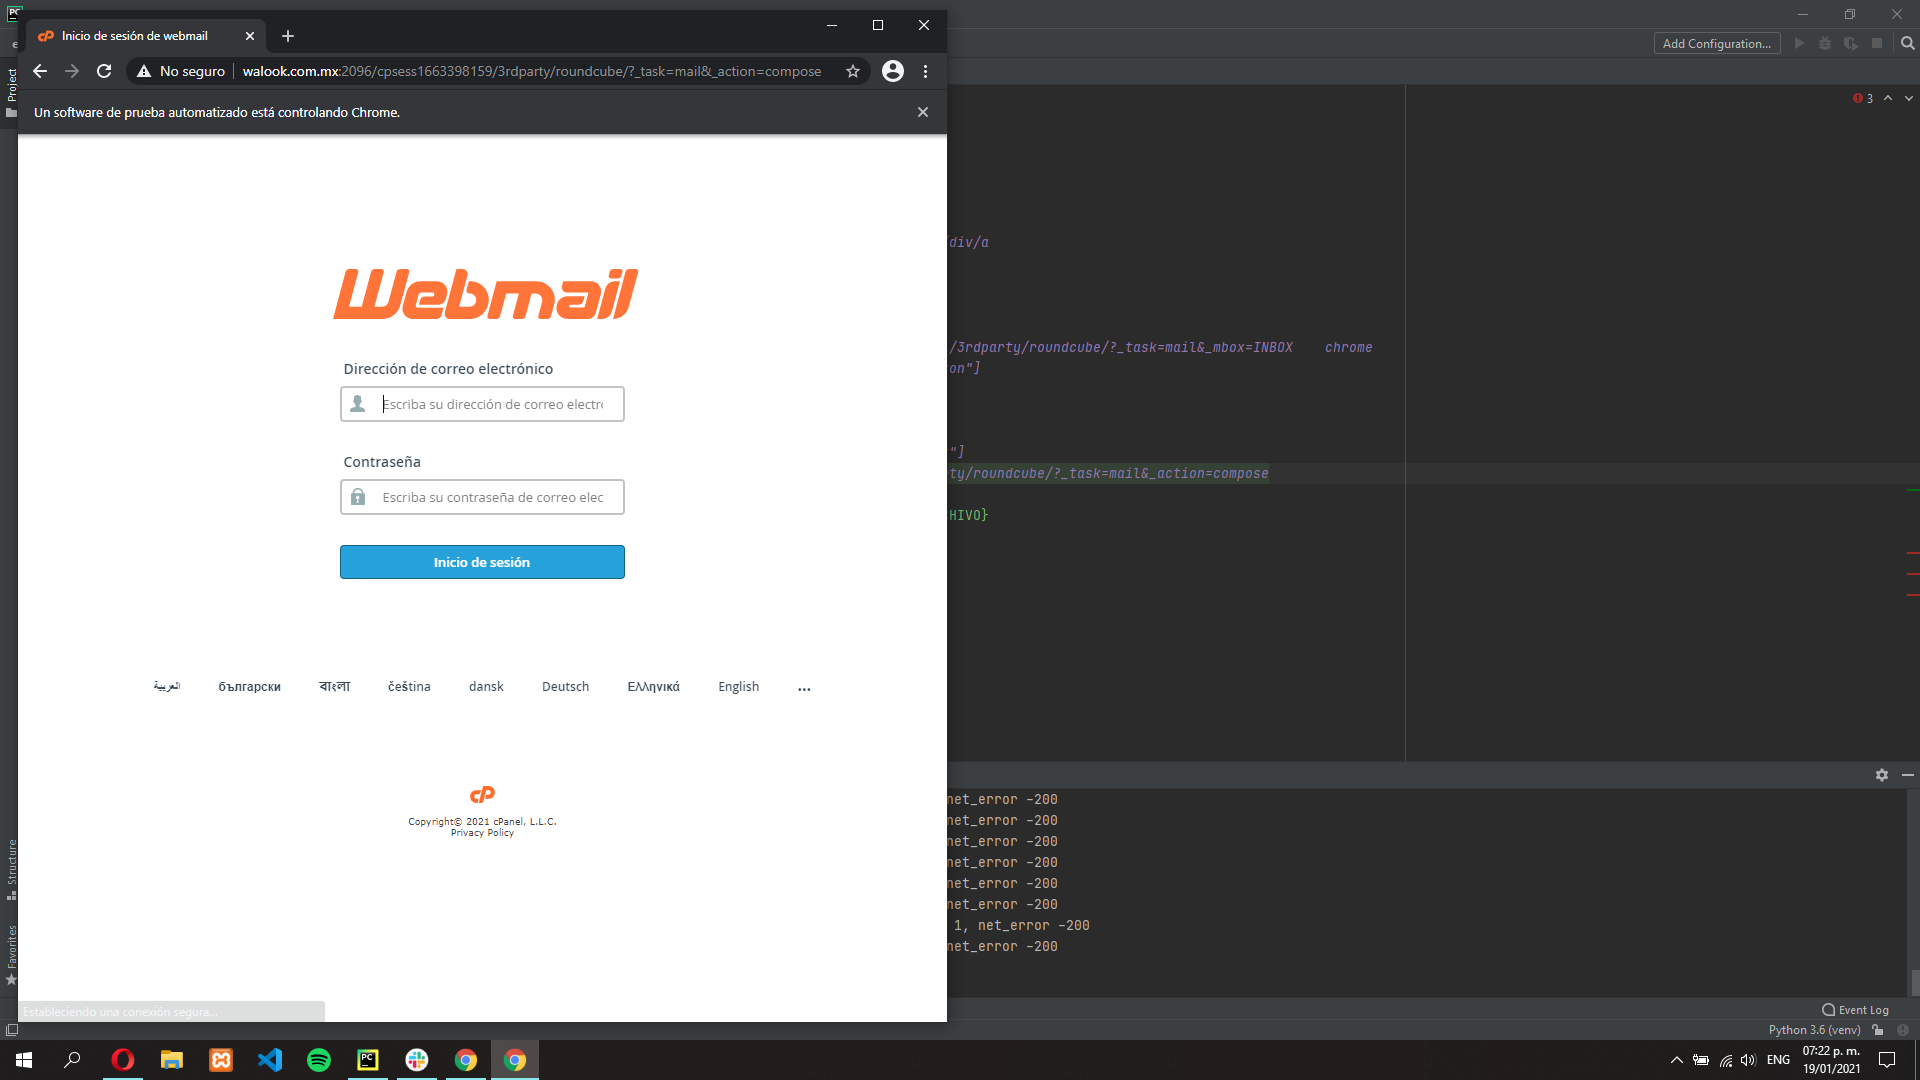 PC
Inicio de sesión de webmail
No seguro
walook.com.mx:2096/cpsess1663398159/3rdparty/roundcube/?_task=mail&_action=compose
Un software de prueba automatizado está controlando Chrome.
Add Configuration...
Project
3
div/a
/3rdparty/roundcube/?_task=mail&_mbox=INBOX    chrome
on"]
"]
ty/roundcube/?_task=mail&_action=compose
HIVO}
Webmail
Dirección de correo electrónico
Escriba su dirección de correo electr
Contraseña
Escriba su contraseña de correo elec
Inicio de sesión
العربية
български
বাংলা
čeština
dansk
Deutsch
Ελληνικά
English
...
cP
Copyright© 2021 cPanel, L.L.C.
Privacy Policy
Estableciendo una conexión segura...
net_error -200
net_error -200
net_error -200
net_error -200
net_error -200
net_error -200
1, net_error -200
net_error -200
Structure
Favorites
Event Log
Python 3.6 (venv)
PC
ENG
07:22 p. m.
19/01/2021